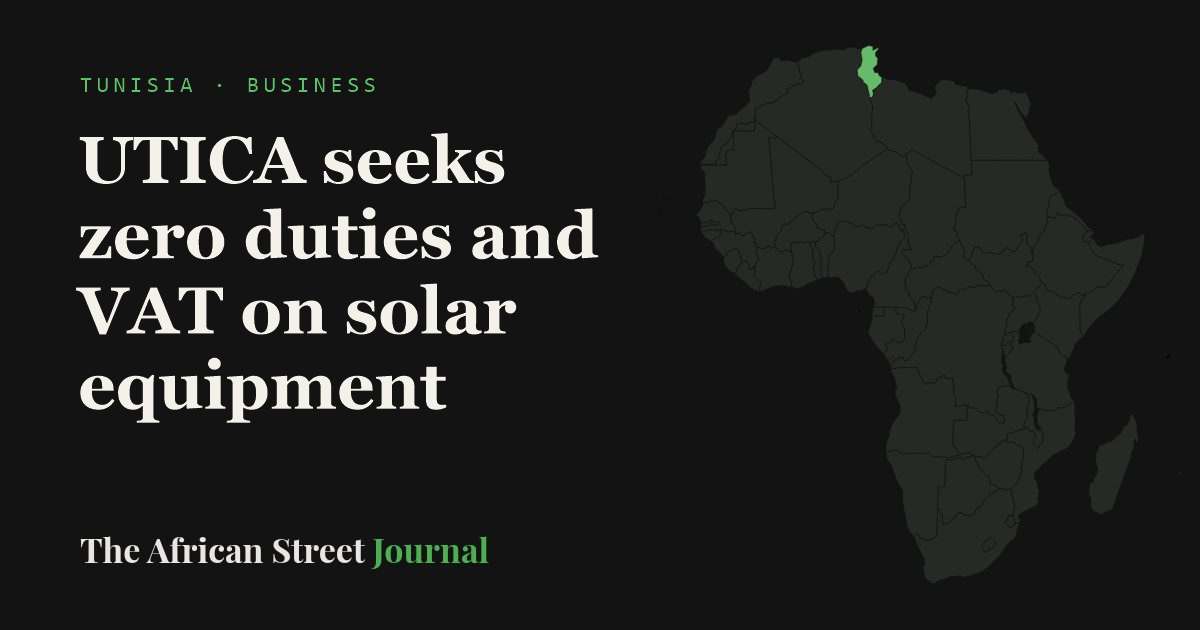 TUNISIA · BUSINESS
UTICA seeks
zero duties and
VAT on solar
equipment
The African Street Journal